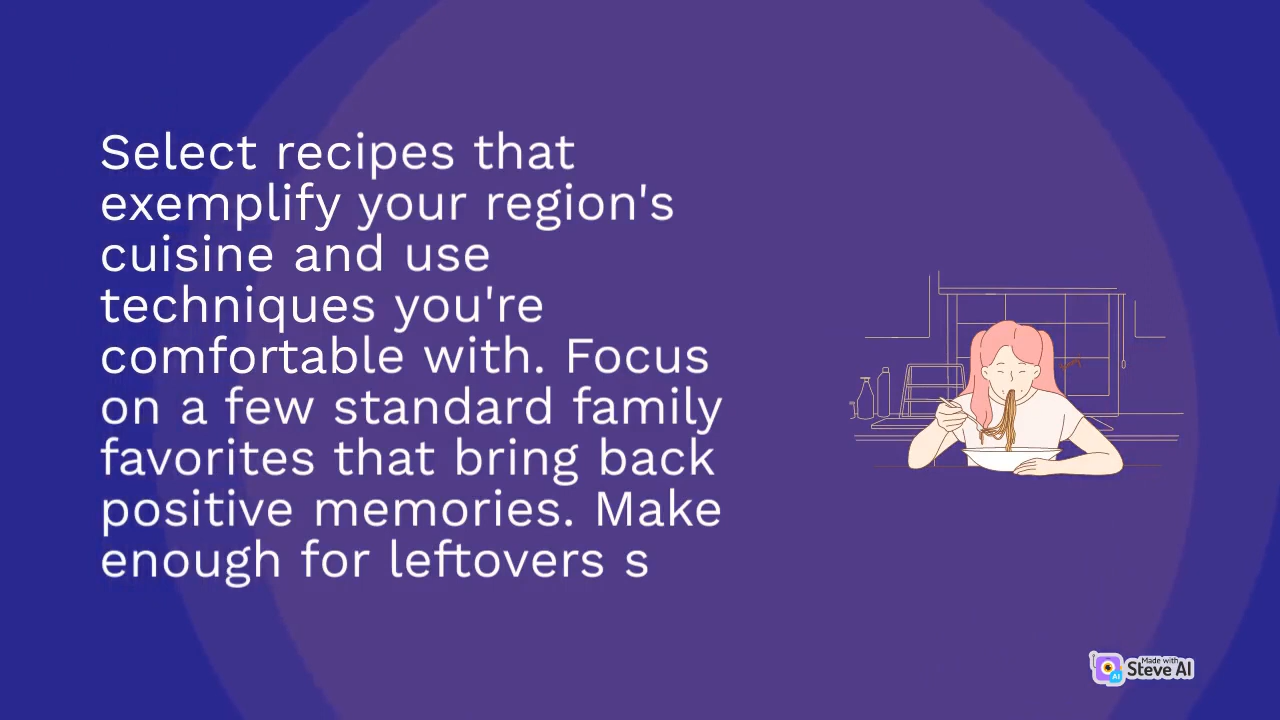 Select recipes that
exemplify your region's
cuisine and use
techniques you're
comfortable with. Focus
on a few standard family
favorites that bring back
positive memories. Make
enough for leftovers s
Made with
Steve AI
AI